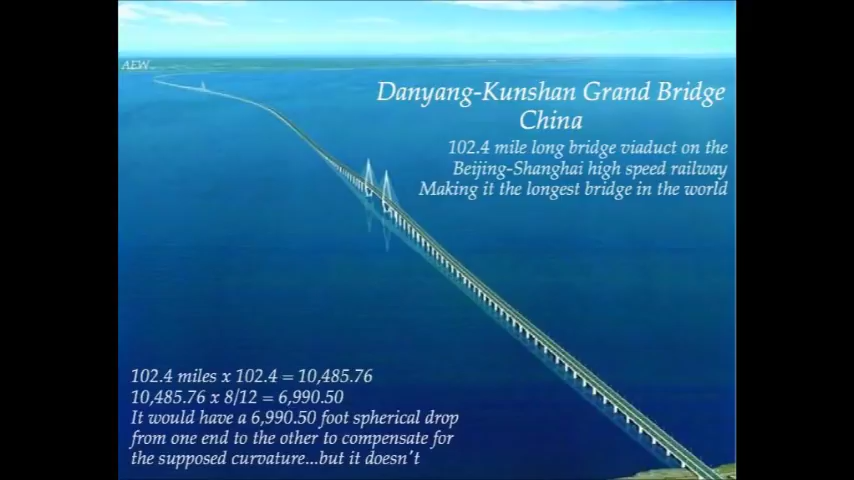 AEW
Danyang-Kunshan Grand Bridge
China
102.4 mile long bridge viaduct on the
Beijing-Shanghai high speed railway
Making it the longest bridge in the world
102.4 miles x 102.4 = 10,485.76
10,485.76 x 8/12 = 6,990.50
It would have a 6,990.50 foot spherical drop
from one end to the other to compensate for
the supposed curvature...but it doesn't